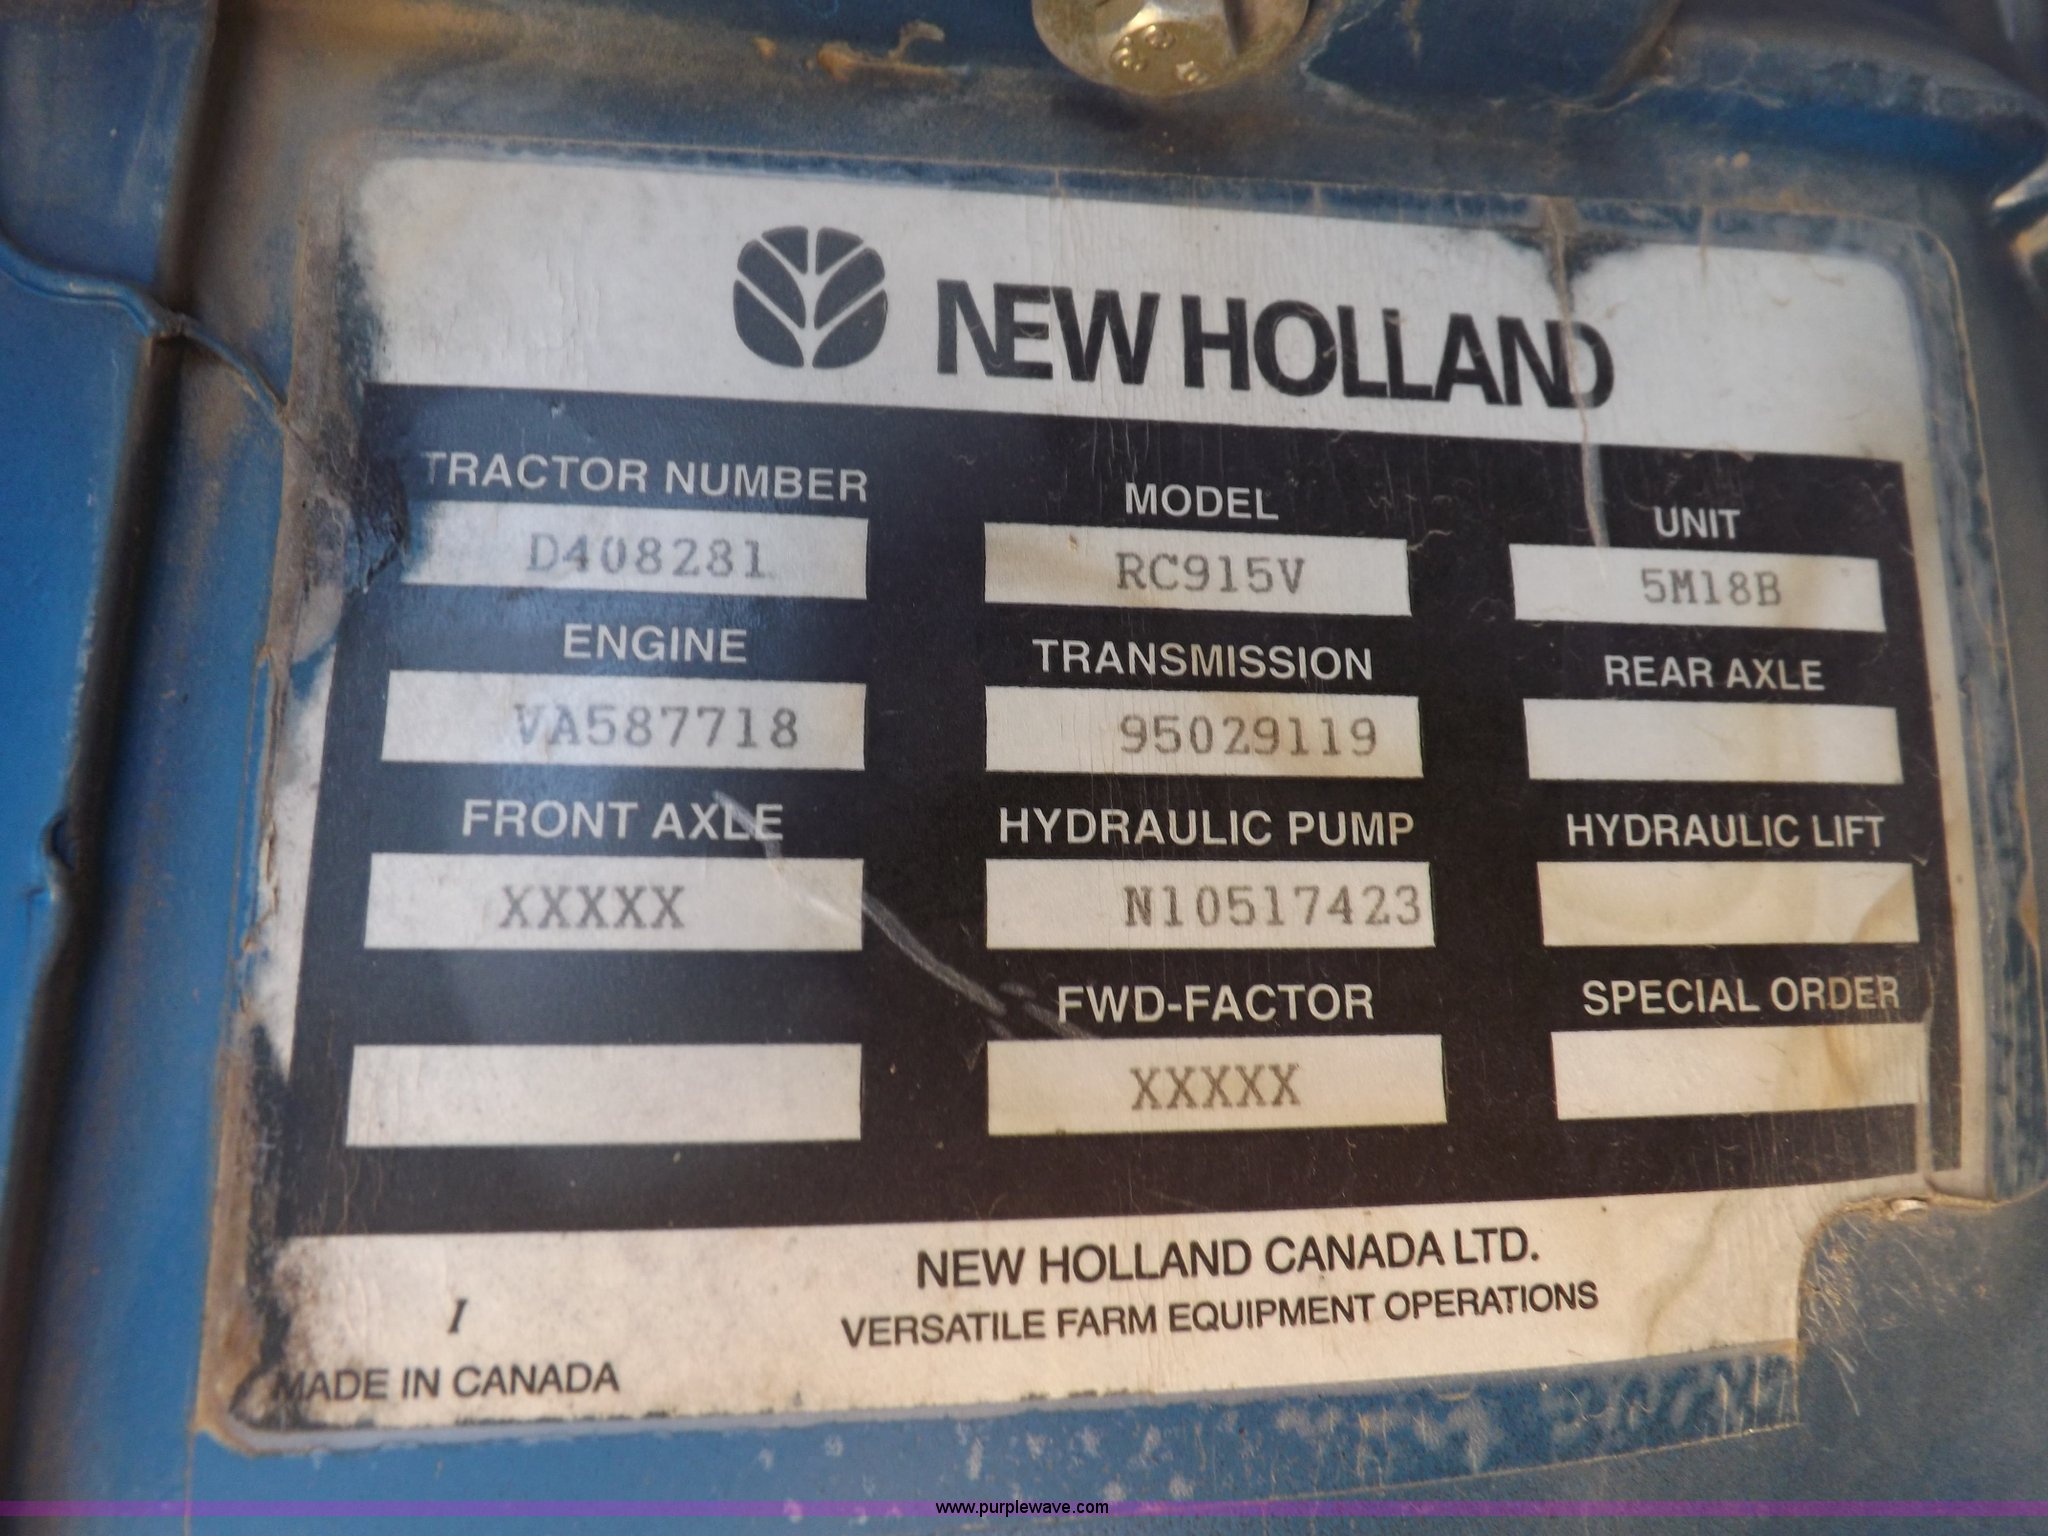 NEW HOLLAND
TRACTOR NUMBER MODEL UNIT
D408281 RC915V 5M18B
ENGINE TRANSMISSION REAR AXLE
VA587718 95029119
FRONT AXLE HYDRAULIC PUMP HYDRAULIC LIFT
XXXXX N10517423
FWD-FACTOR SPECIAL ORDER
XXXXX
NEW HOLLAND CANADA LTD.
VERSATILE FARM EQUIPMENT OPERATIONS
I
MADE IN CANADA
www.purplewave.com